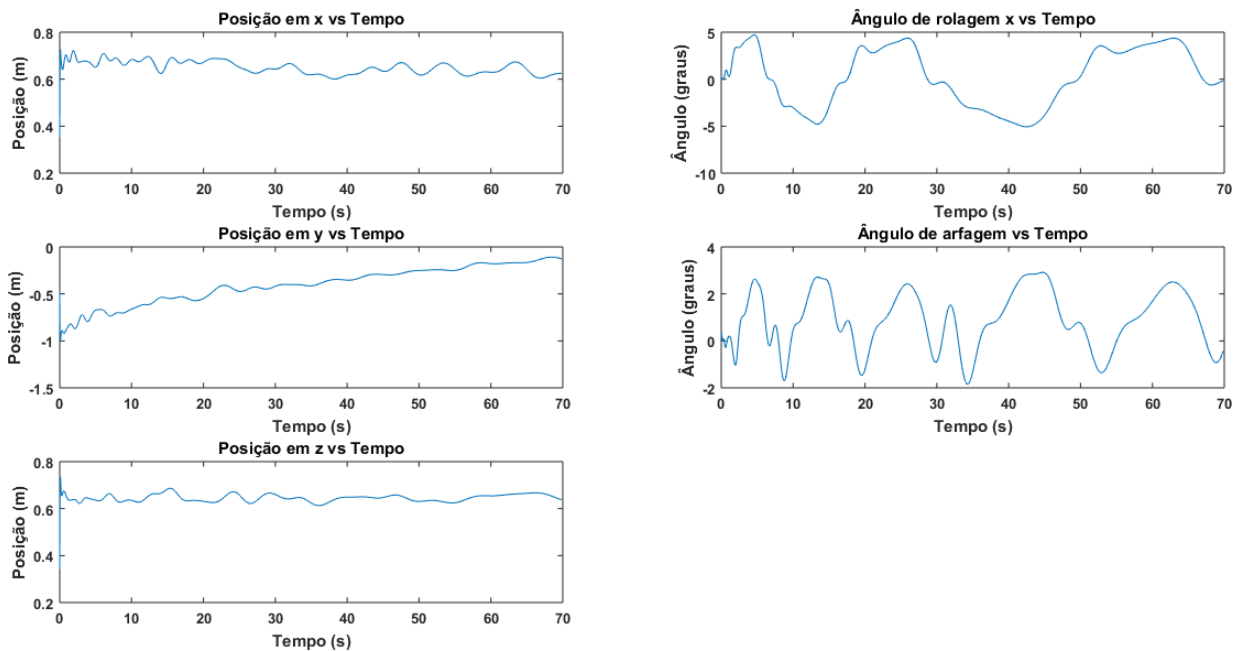 Posição em x vs Tempo
Posição (m)
0.8
0.6
0.4
0.2
0 10 20 30 40 50 60 70
Tempo (s)
Ângulo de rolagem x vs Tempo
Ângulo (graus)
5
0
-5
-10
0 10 20 30 40 50 60 70
Tempo (s)
Posição em y vs Tempo
Posição (m)
0
-0.5
-1
-1.5
0 10 20 30 40 50 60 70
Tempo (s)
Ângulo de arfagem vs Tempo
Ângulo (graus)
4
2
0
-2
0 10 20 30 40 50 60 70
Tempo (s)
Posição em z vs Tempo
Posição (m)
0.8
0.6
0.4
0.2
0 10 20 30 40 50 60 70
Tempo (s)